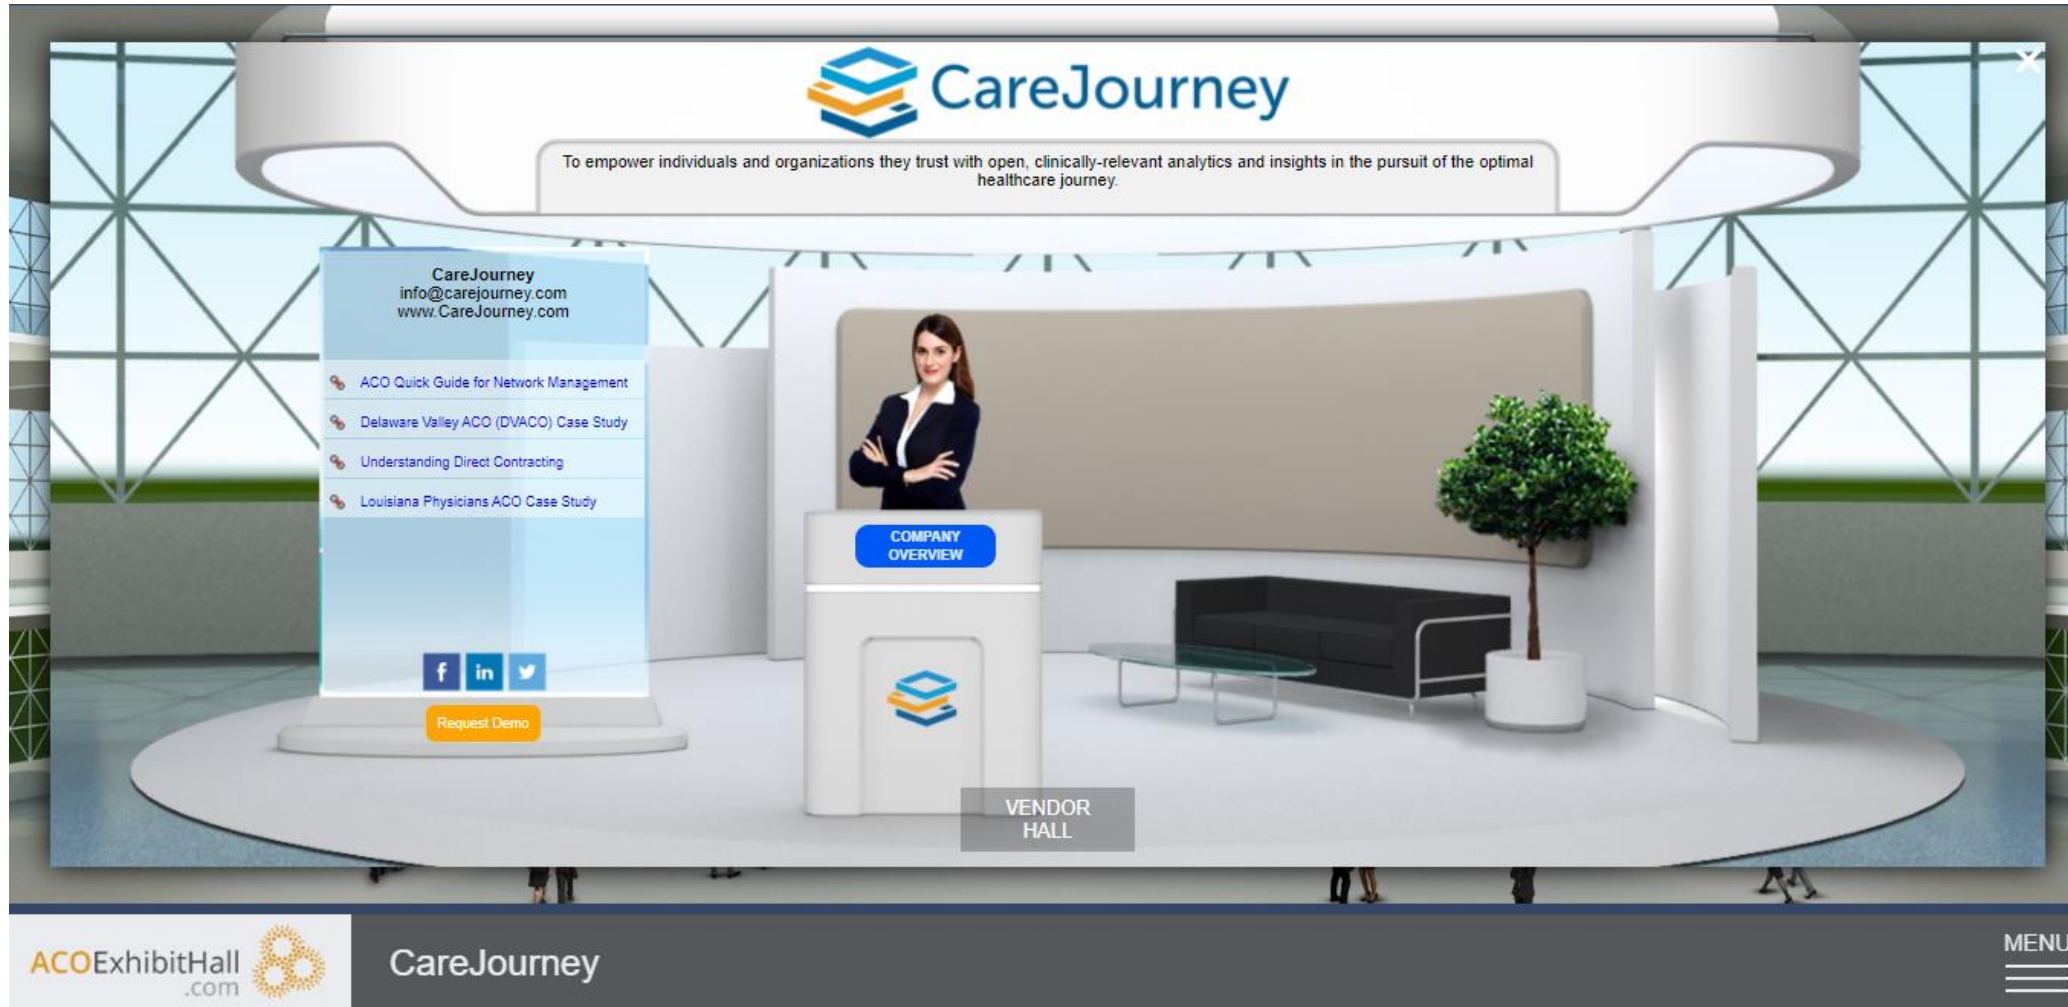 CareJourney
To empower individuals and organizations they trust with open, clinically-relevant analytics and insights in the pursuit of the optimal
healthcare journey.
CareJourney
info@carejourney.com
www.CareJourney.com
ACO Quick Guide for Network Management
Delaware Valley ACO (DVACO) Case Study
Understanding Direct Contracting
Louisiana Physicians ACO Case Study
f in
Request Demo
COMPANY
OVERVIEW
VENDOR
HALL
ACOExhibitHall
.com
CareJourney
MENU